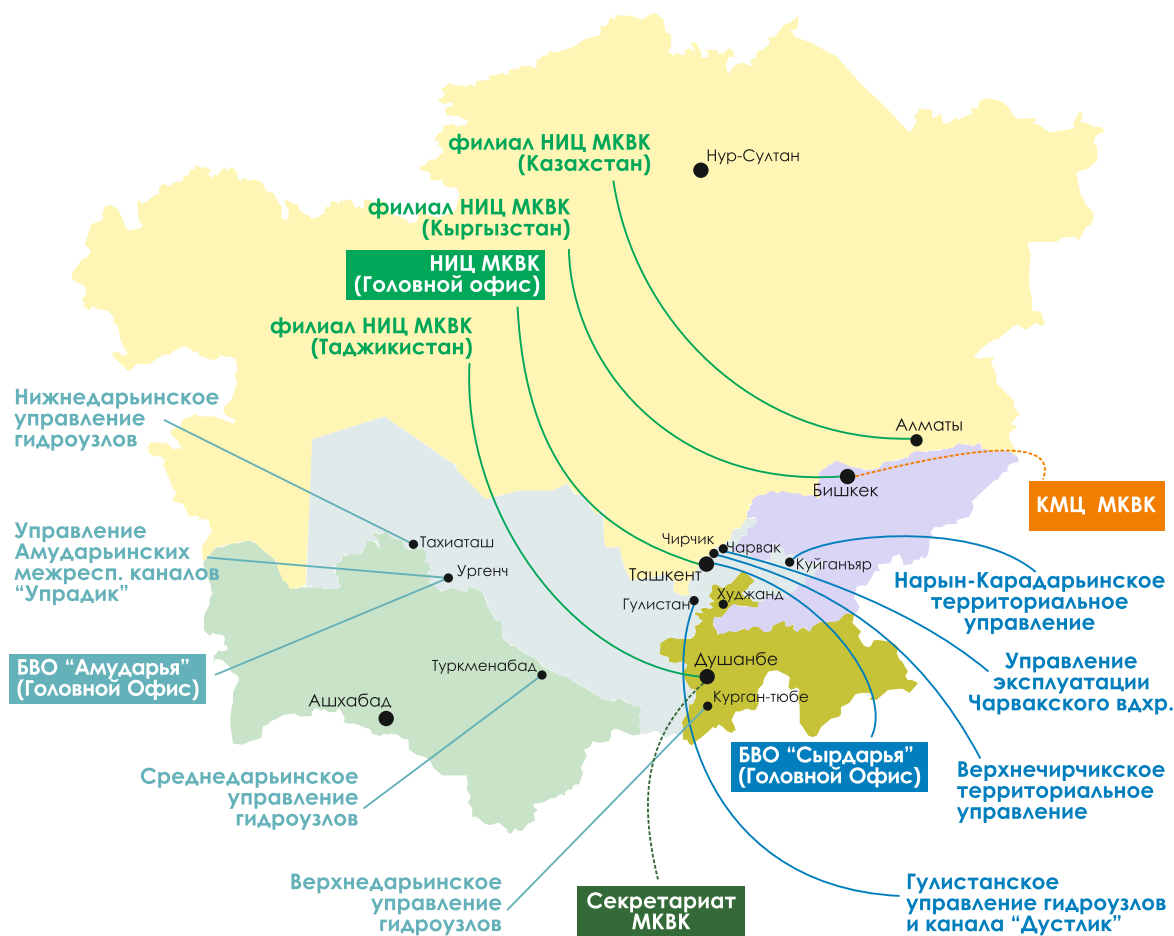 филиал НИЦ МКВК
(Казахстан)
Нур-Султан
филиал НИЦ МКВК
(Кыргызстан)
НИЦ МКВК
(Головной офис)
филиал НИЦ МКВК
(Таджикистан)
Нижнедарьинское
управление
гидроузлов
Алматы
Бишкек
КМЦ МКВК
Управление
Амударьинских
межресп. каналов
“Упрадик”
Тахиаташ
Ургенч
Чирчик
Чарвак
Ташкент
Куйганъяр
Гулистан
Худжанд
Нарын-Карадарьинское
территориальное
управление
БВО “Амударья”
(Головной Офис)
Туркменабад
Ашхабад
Душанбе
Курган-тюбе
Управление
эксплуатации
Чарвакского вдхр.
БВО “Сырдарья”
(Головной Офис)
Среднедарьинское
управление
гидроузлов
Верхнечирчикское
территориальное
управление
Верхнедарьинское
управление
гидроузлов
Секретариат
МКВК
Гулистанское
управление гидроузлов
и канала “Дустлик”